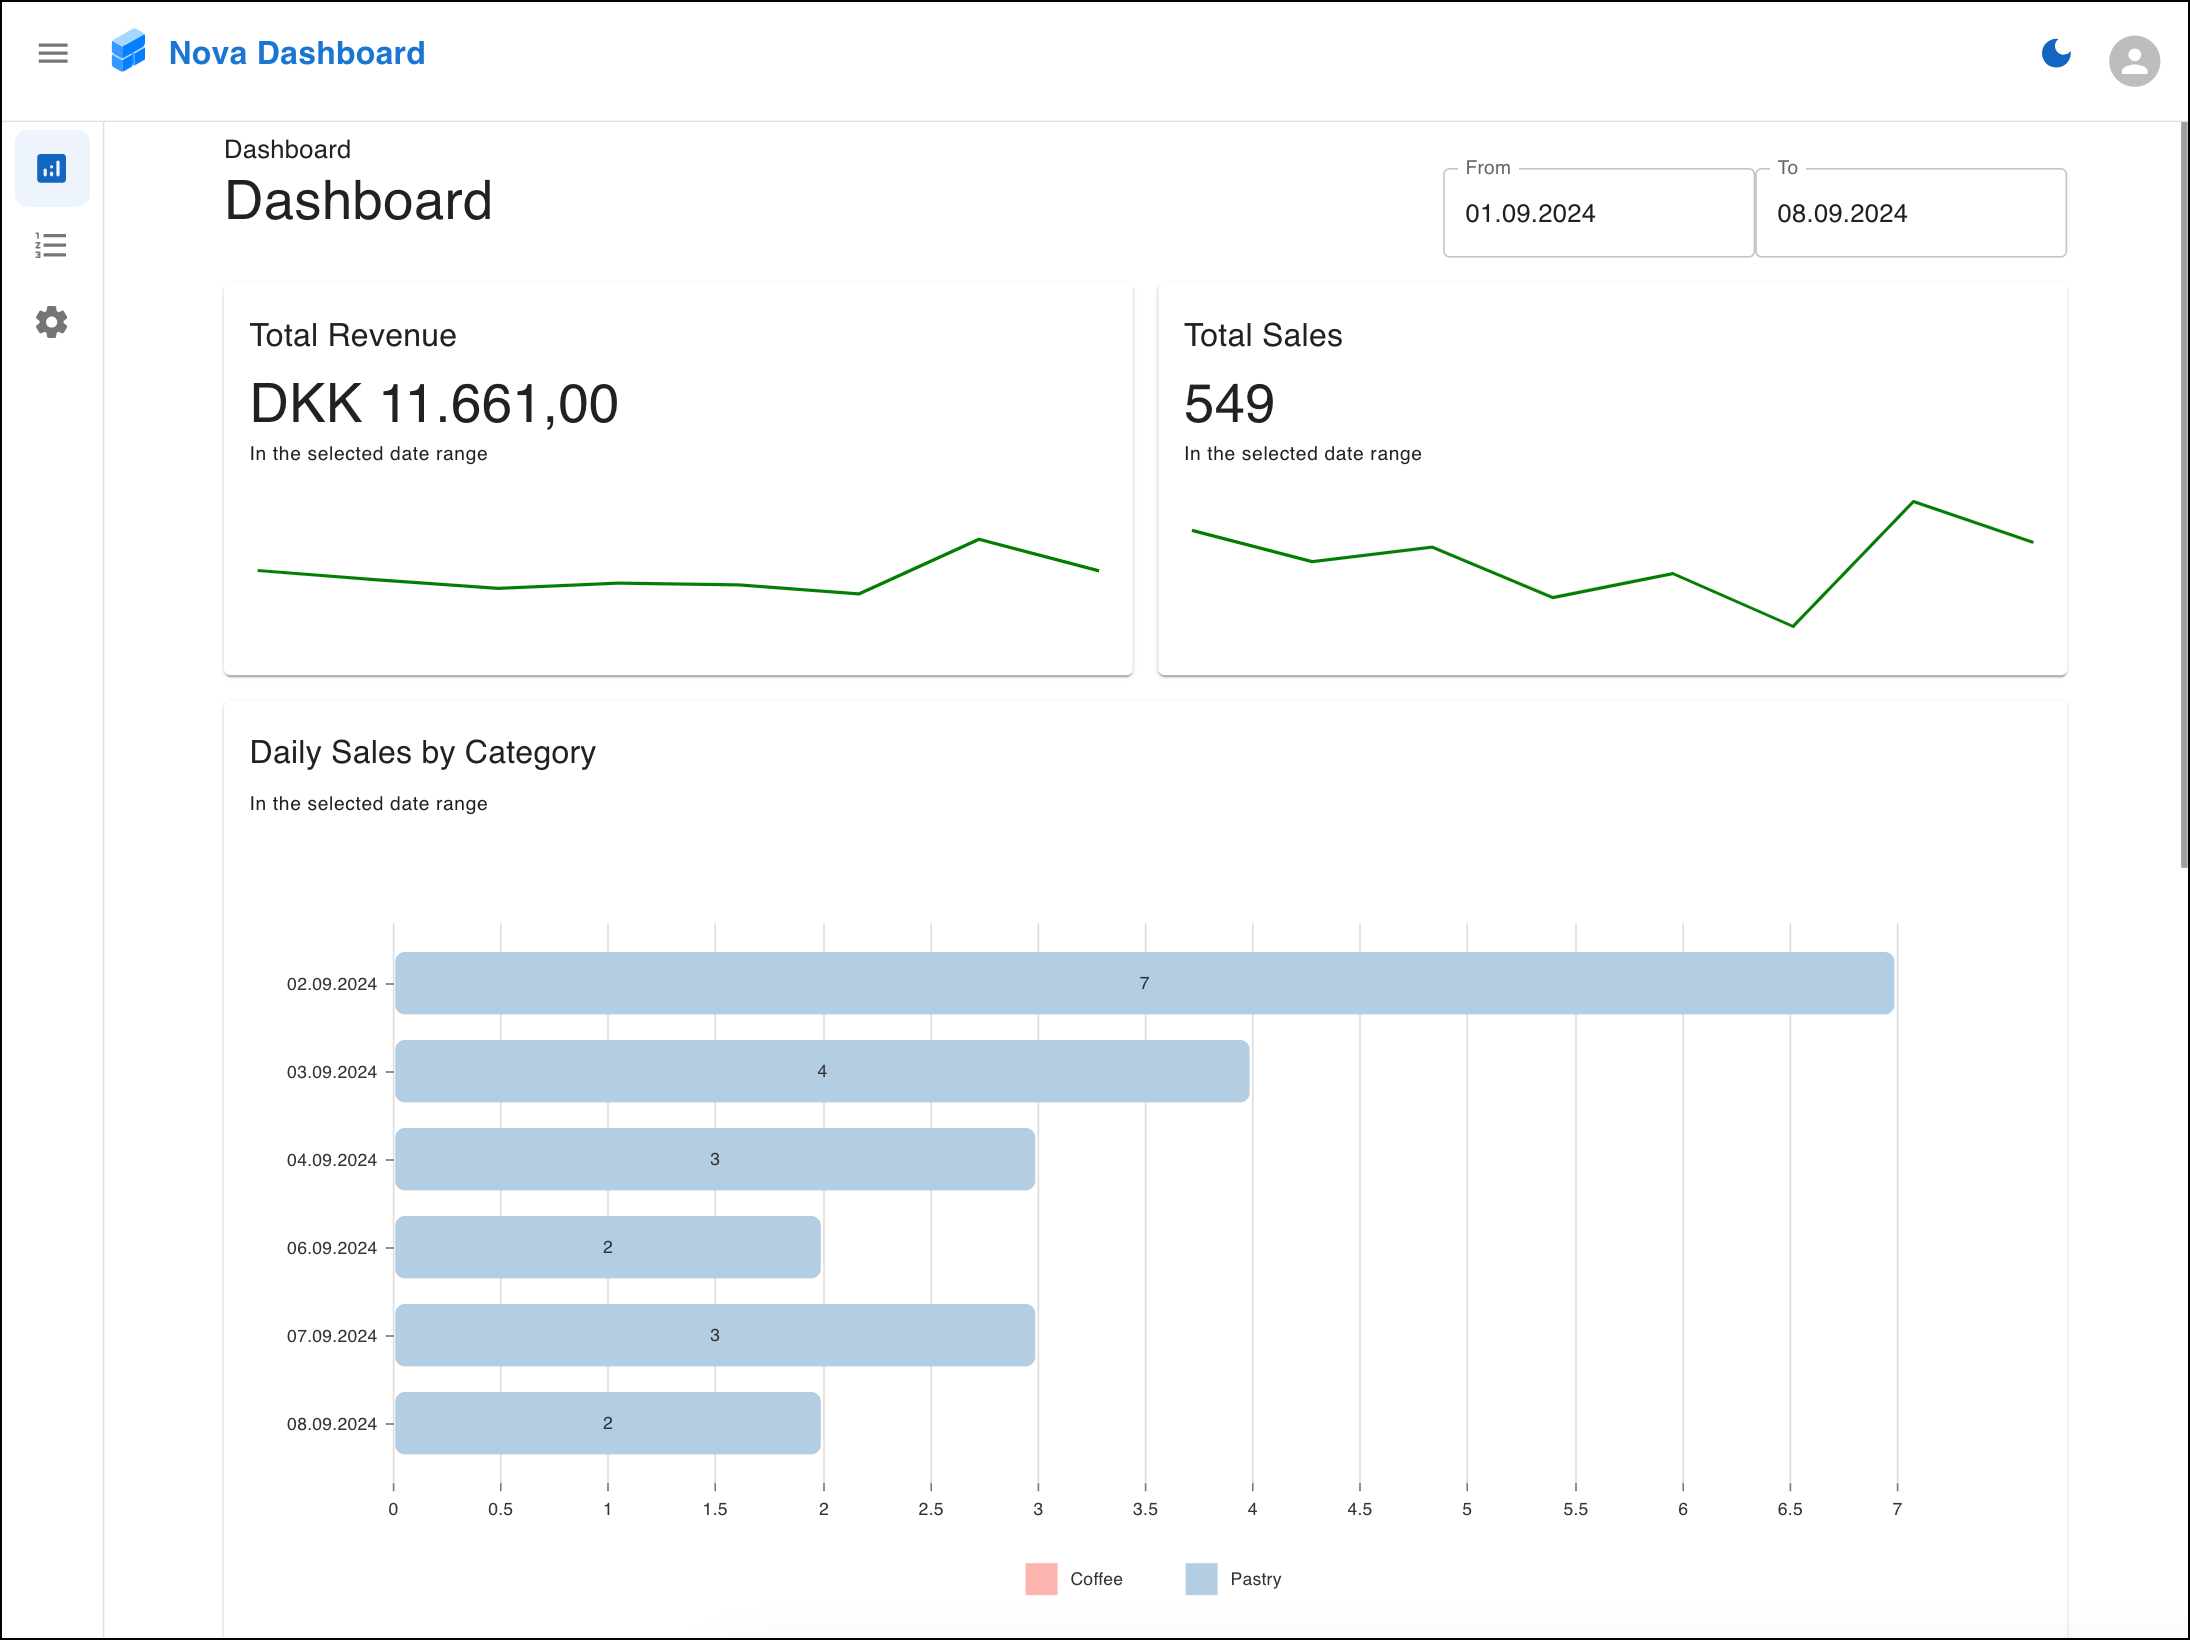 Nova Dashboard
Dashboard
Dashboard
From
01.09.2024
To
08.09.2024
Total Revenue
DKK 11.661,00
In the selected date range
Total Sales
549
In the selected date range
Daily Sales by Category
In the selected date range
02.09.2024
7
03.09.2024
4
04.09.2024
3
06.09.2024
2
07.09.2024
3
08.09.2024
2
0 0.5 1 1.5 2 2.5 3 3.5 4 4.5 5 5.5 6 6.5 7
Coffee Pastry